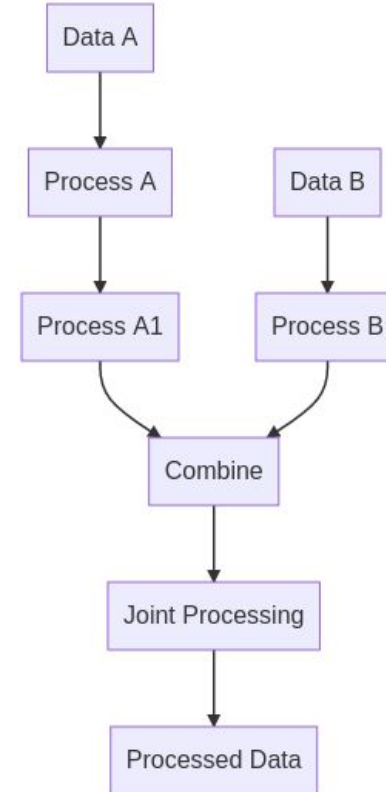 Data A
Process A
Data B
Process A1
Process B
Combine
Joint Processing
Processed Data